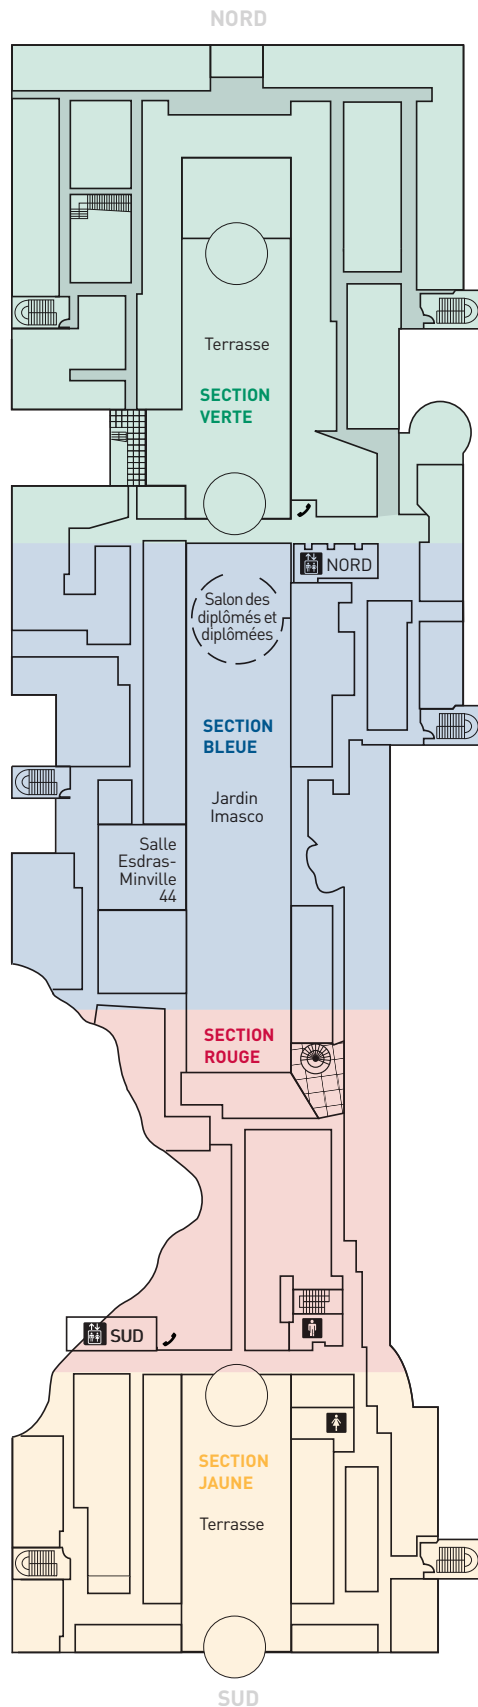 NORD
Terrasse
SECTION
VERTE
NORD
Salon des
diplômés et
diplômées
SECTION
BLEUE
Jardin
Imasco
Salle
Esdras-
Minville
44
SECTION
ROUGE
SUD
SECTION
JAUNE
Terrasse
SUD